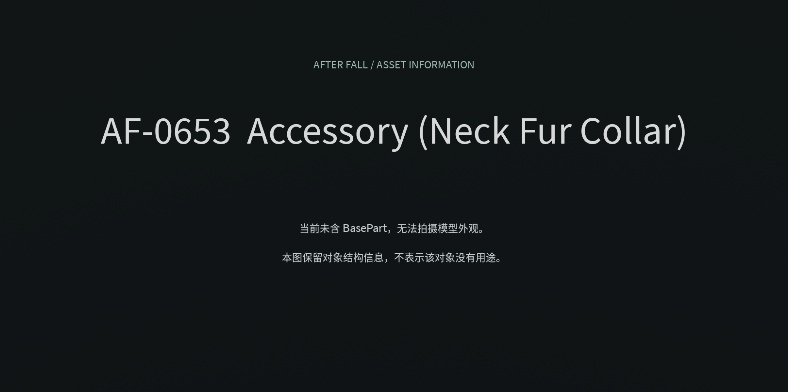 AFTER FALL / ASSET INFORMATION
AF-0653 Accessory (Neck Fur Collar)
当前未含 BasePart，无法拍摄模型外观。
本图保留对象结构信息，不表示该对象没有用途。